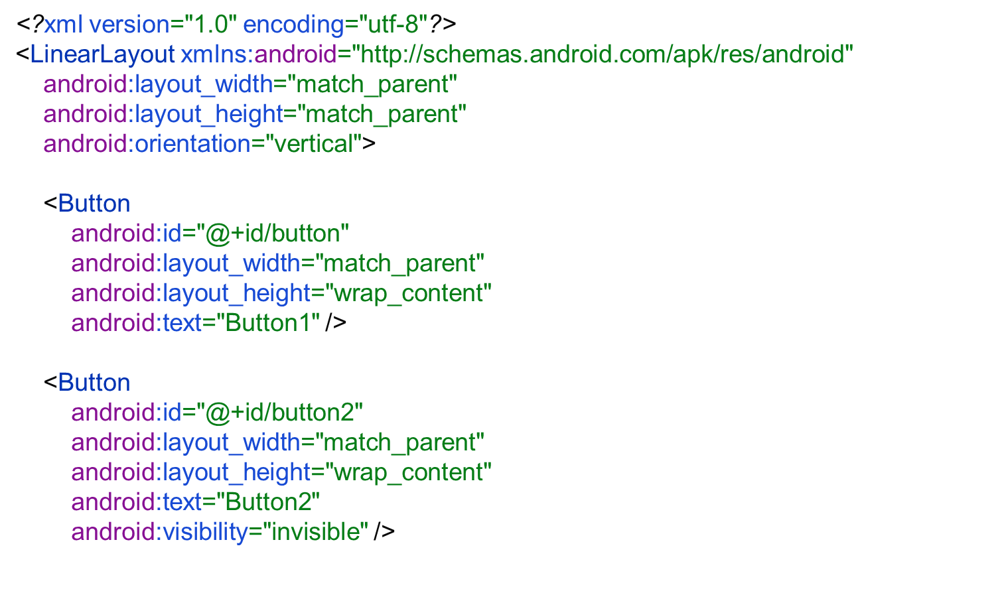 <?xml version="1.0" encoding="utf-8"?>
<LinearLayout xmlns:android="http://schemas.android.com/apk/res/android"
    android:layout_width="match_parent"
    android:layout_height="match_parent"
    android:orientation="vertical">

    <Button
        android:id="@+id/button"
        android:layout_width="match_parent"
        android:layout_height="wrap_content"
        android:text="Button1" />

    <Button
        android:id="@+id/button2"
        android:layout_width="match_parent"
        android:layout_height="wrap_content"
        android:text="Button2"
        android:visibility="invisible" />